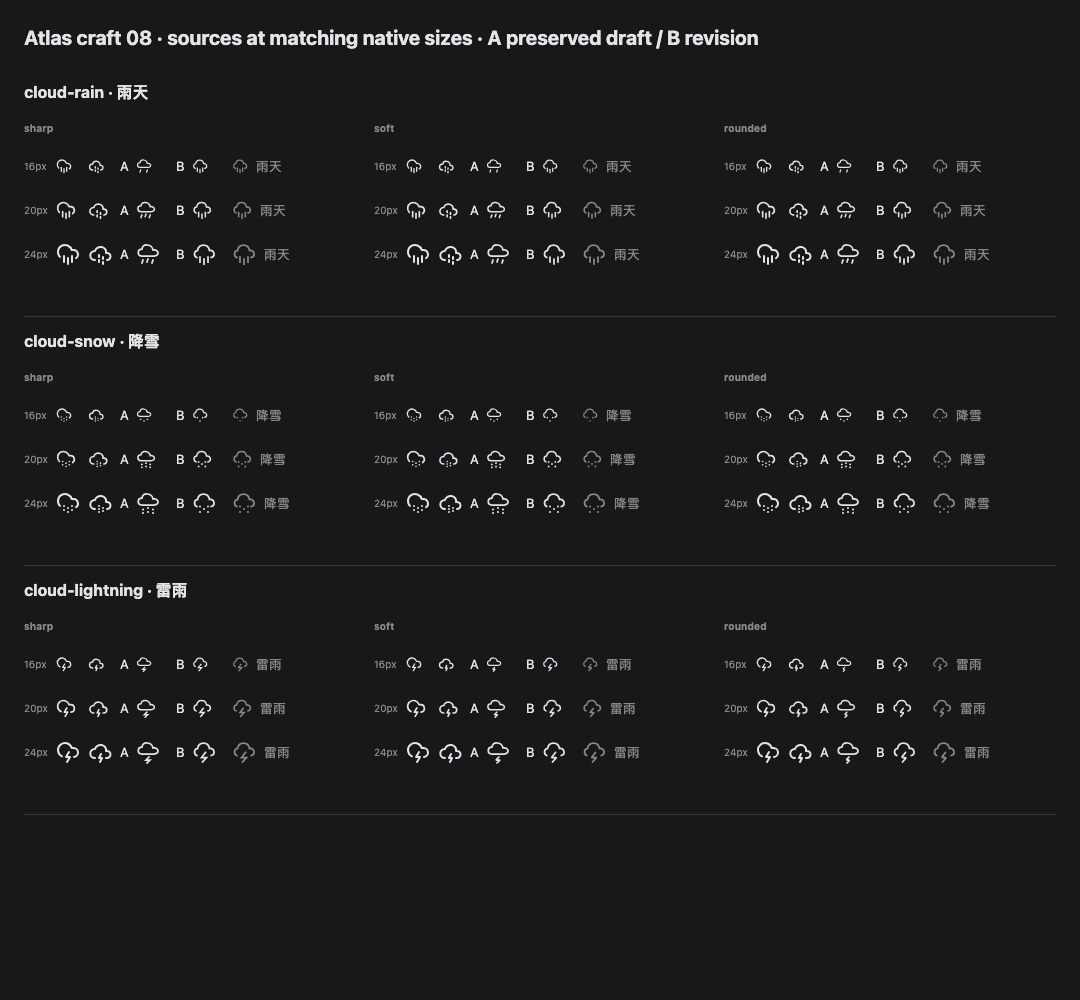 Atlas craft 08 · sources at matching native sizes · A preserved draft / B revision
cloud-rain · 雨天
sharp soft rounded
16px A B 雨天 16px A B 雨天 16px A B 雨天
20px A B 雨天 20px A B 雨天 20px A B 雨天
24px A B 雨天 24px A B 雨天 24px A B 雨天
cloud-snow · 降雪
sharp soft rounded
16px A B 降雪 16px A B 降雪 16px A B 降雪
20px A B 降雪 20px A B 降雪 20px A B 降雪
24px A B 降雪 24px A B 降雪 24px A B 降雪
cloud-lightning · 雷雨
sharp soft rounded
16px A B 雷雨 16px A B 雷雨 16px A B 雷雨
20px A B 雷雨 20px A B 雷雨 20px A B 雷雨
24px A B 雷雨 24px A B 雷雨 24px A B 雷雨